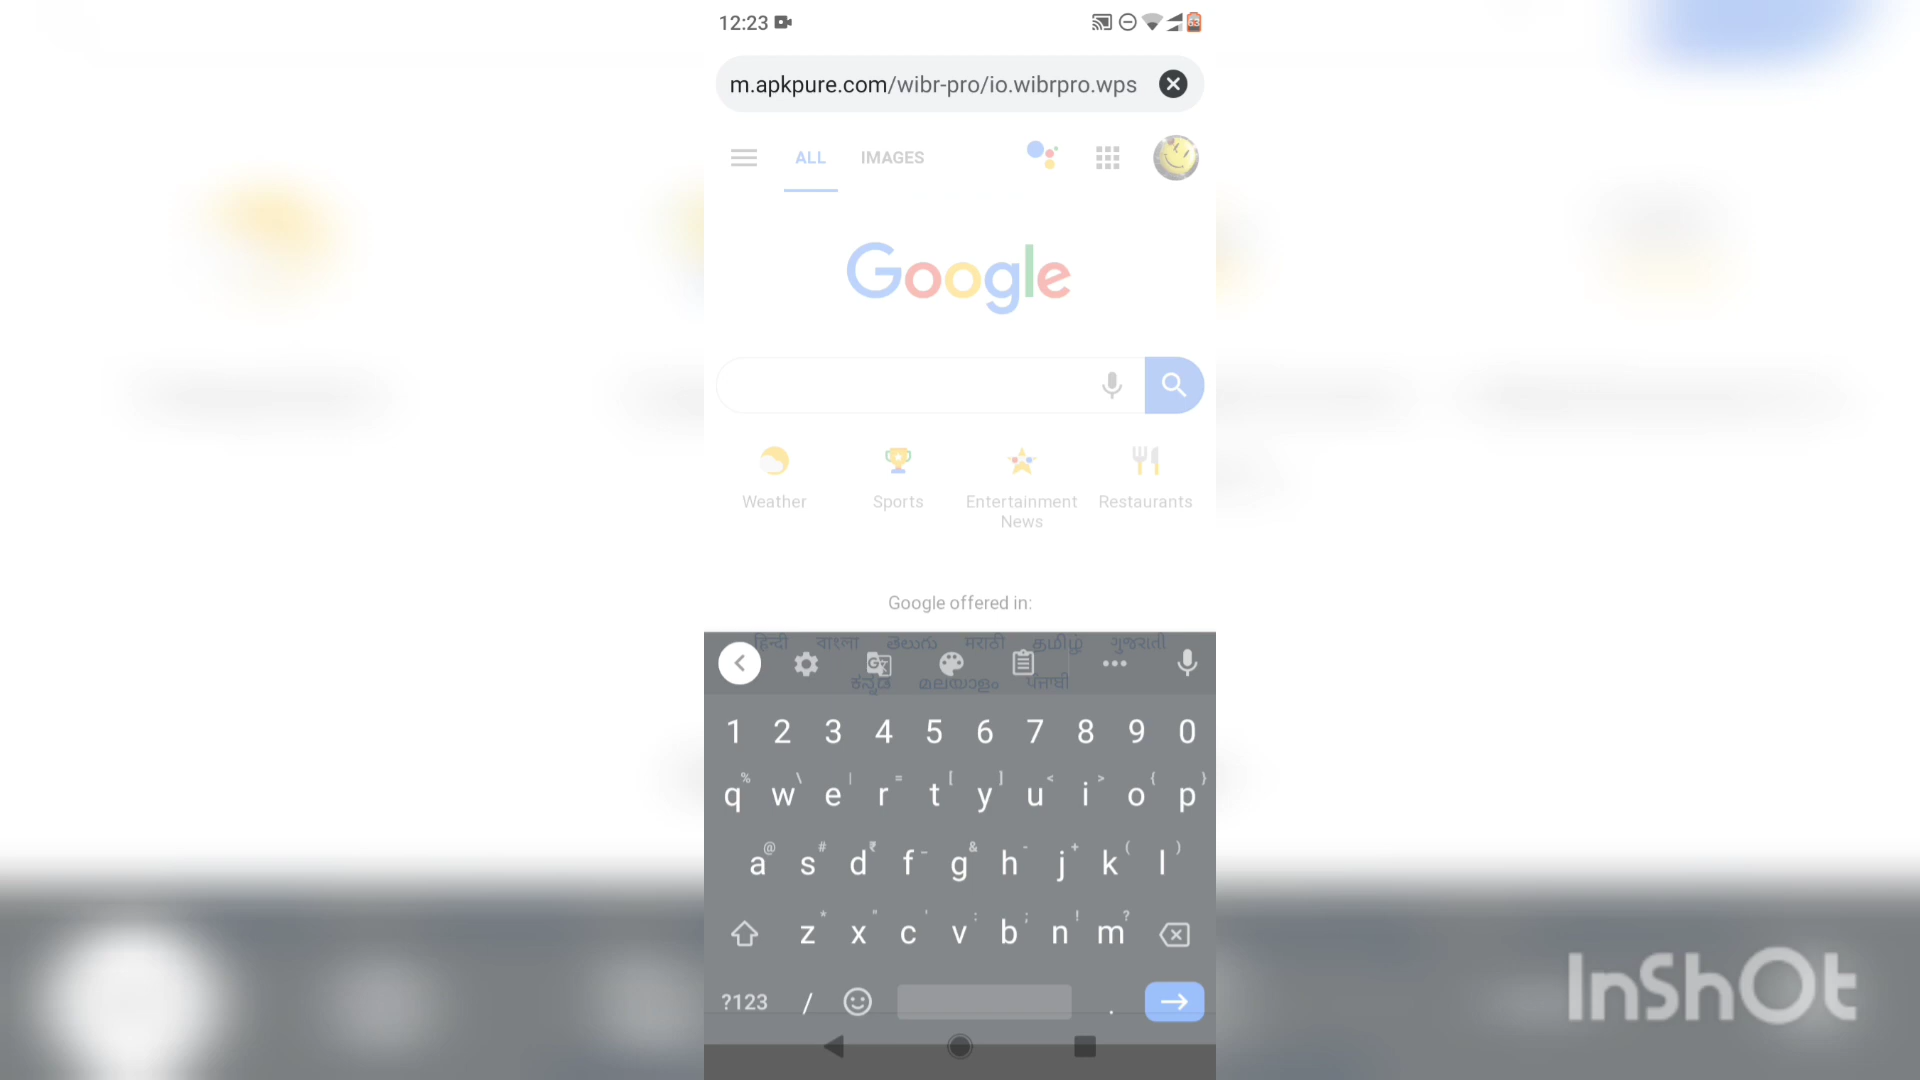 12:23
63
m.apkpure.com/wibr-pro/io.wibrpro.wps
ALL IMAGES
Google
Weather Sports Entertainment News Restaurants
Google offered in:
हिन्दी বাংলা తెలుగు मराठी தமிழ் ગુજરાતી
ಕನ್ನಡ മലയാളം ਪੰਜਾਬੀ
1 2 3 4 5 6 7 8 9 0
% \ | = [ ] < > { }
q w e r t y u i o p
@ # ₹ _ & - + ( )
a s d f g h j k l
* " ' : ; ! ?
z x c v b n m
?123 / .
InShOt